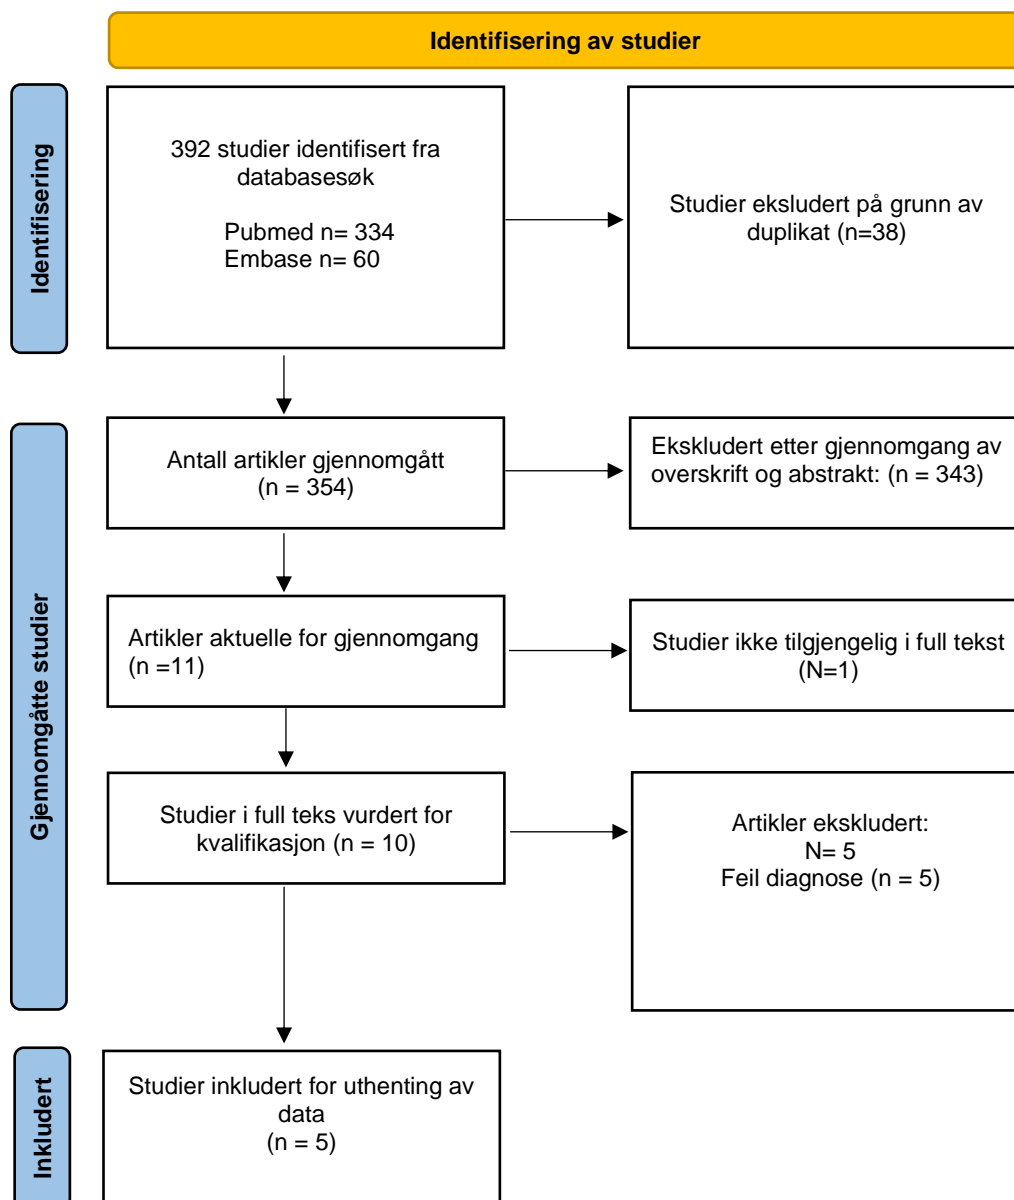 Identifisering av studier
Identifisering
392 studier identifisert fra
databasesøk
Pubmed n= 334
Embase n= 60
Studier eksludert på grunn av
duplikat (n=38)
Gjennomgåtte studier
Antall artikler gjennomgått
(n = 354)
Ekskludert etter gjennomgang av
overskrift og abstrakt: (n = 343)
Artikler aktuelle for gjennomgang
(n =11)
Studier ikke tilgjengelig i full tekst
(N=1)
Studier i full teks vurdert for
kvalifikasjon (n = 10)
Artikler ekskludert:
N= 5
Feil diagnose (n = 5)
Inkludert
Studier inkludert for uthenting av
data
(n = 5)